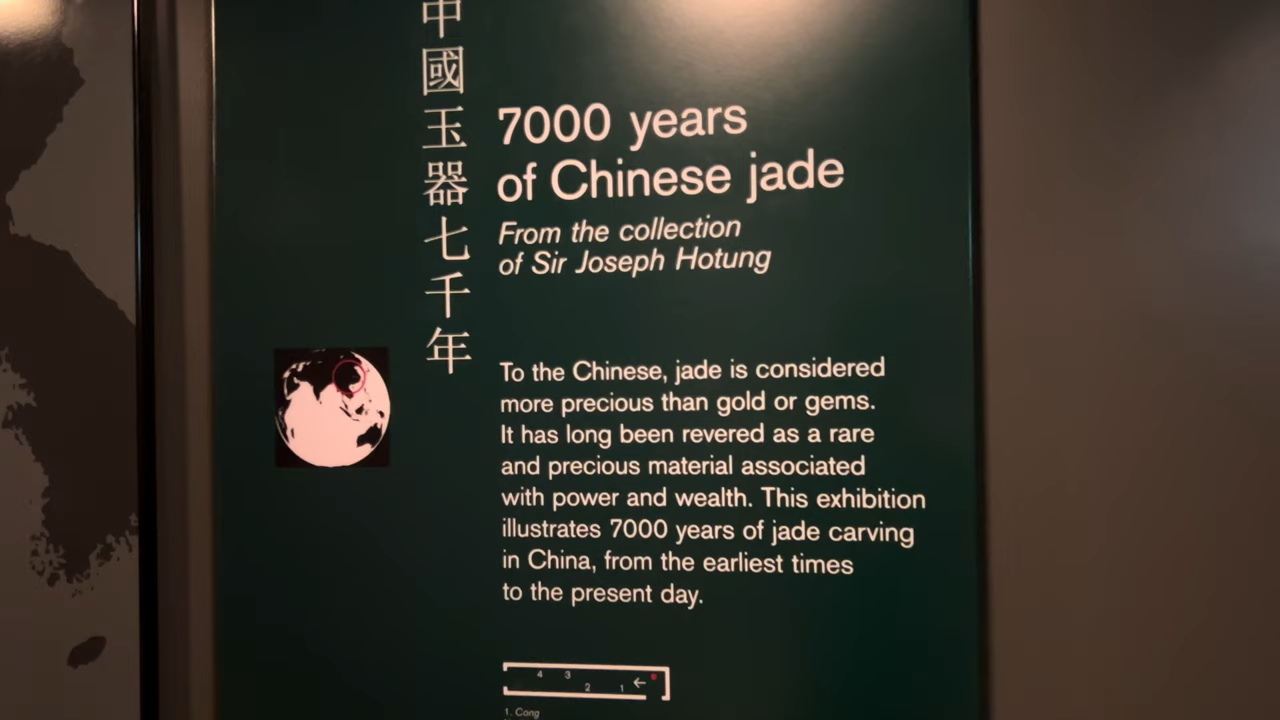 中國玉器七千年
7000 years
of Chinese jade
From the collection
of Sir Joseph Hotung
To the Chinese, jade is considered
more precious than gold or gems.
It has long been revered as a rare
and precious material associated
with power and wealth. This exhibition
illustrates 7000 years of jade carving
in China, from the earliest times
to the present day.
4 3
2 1 ←
1. Cong